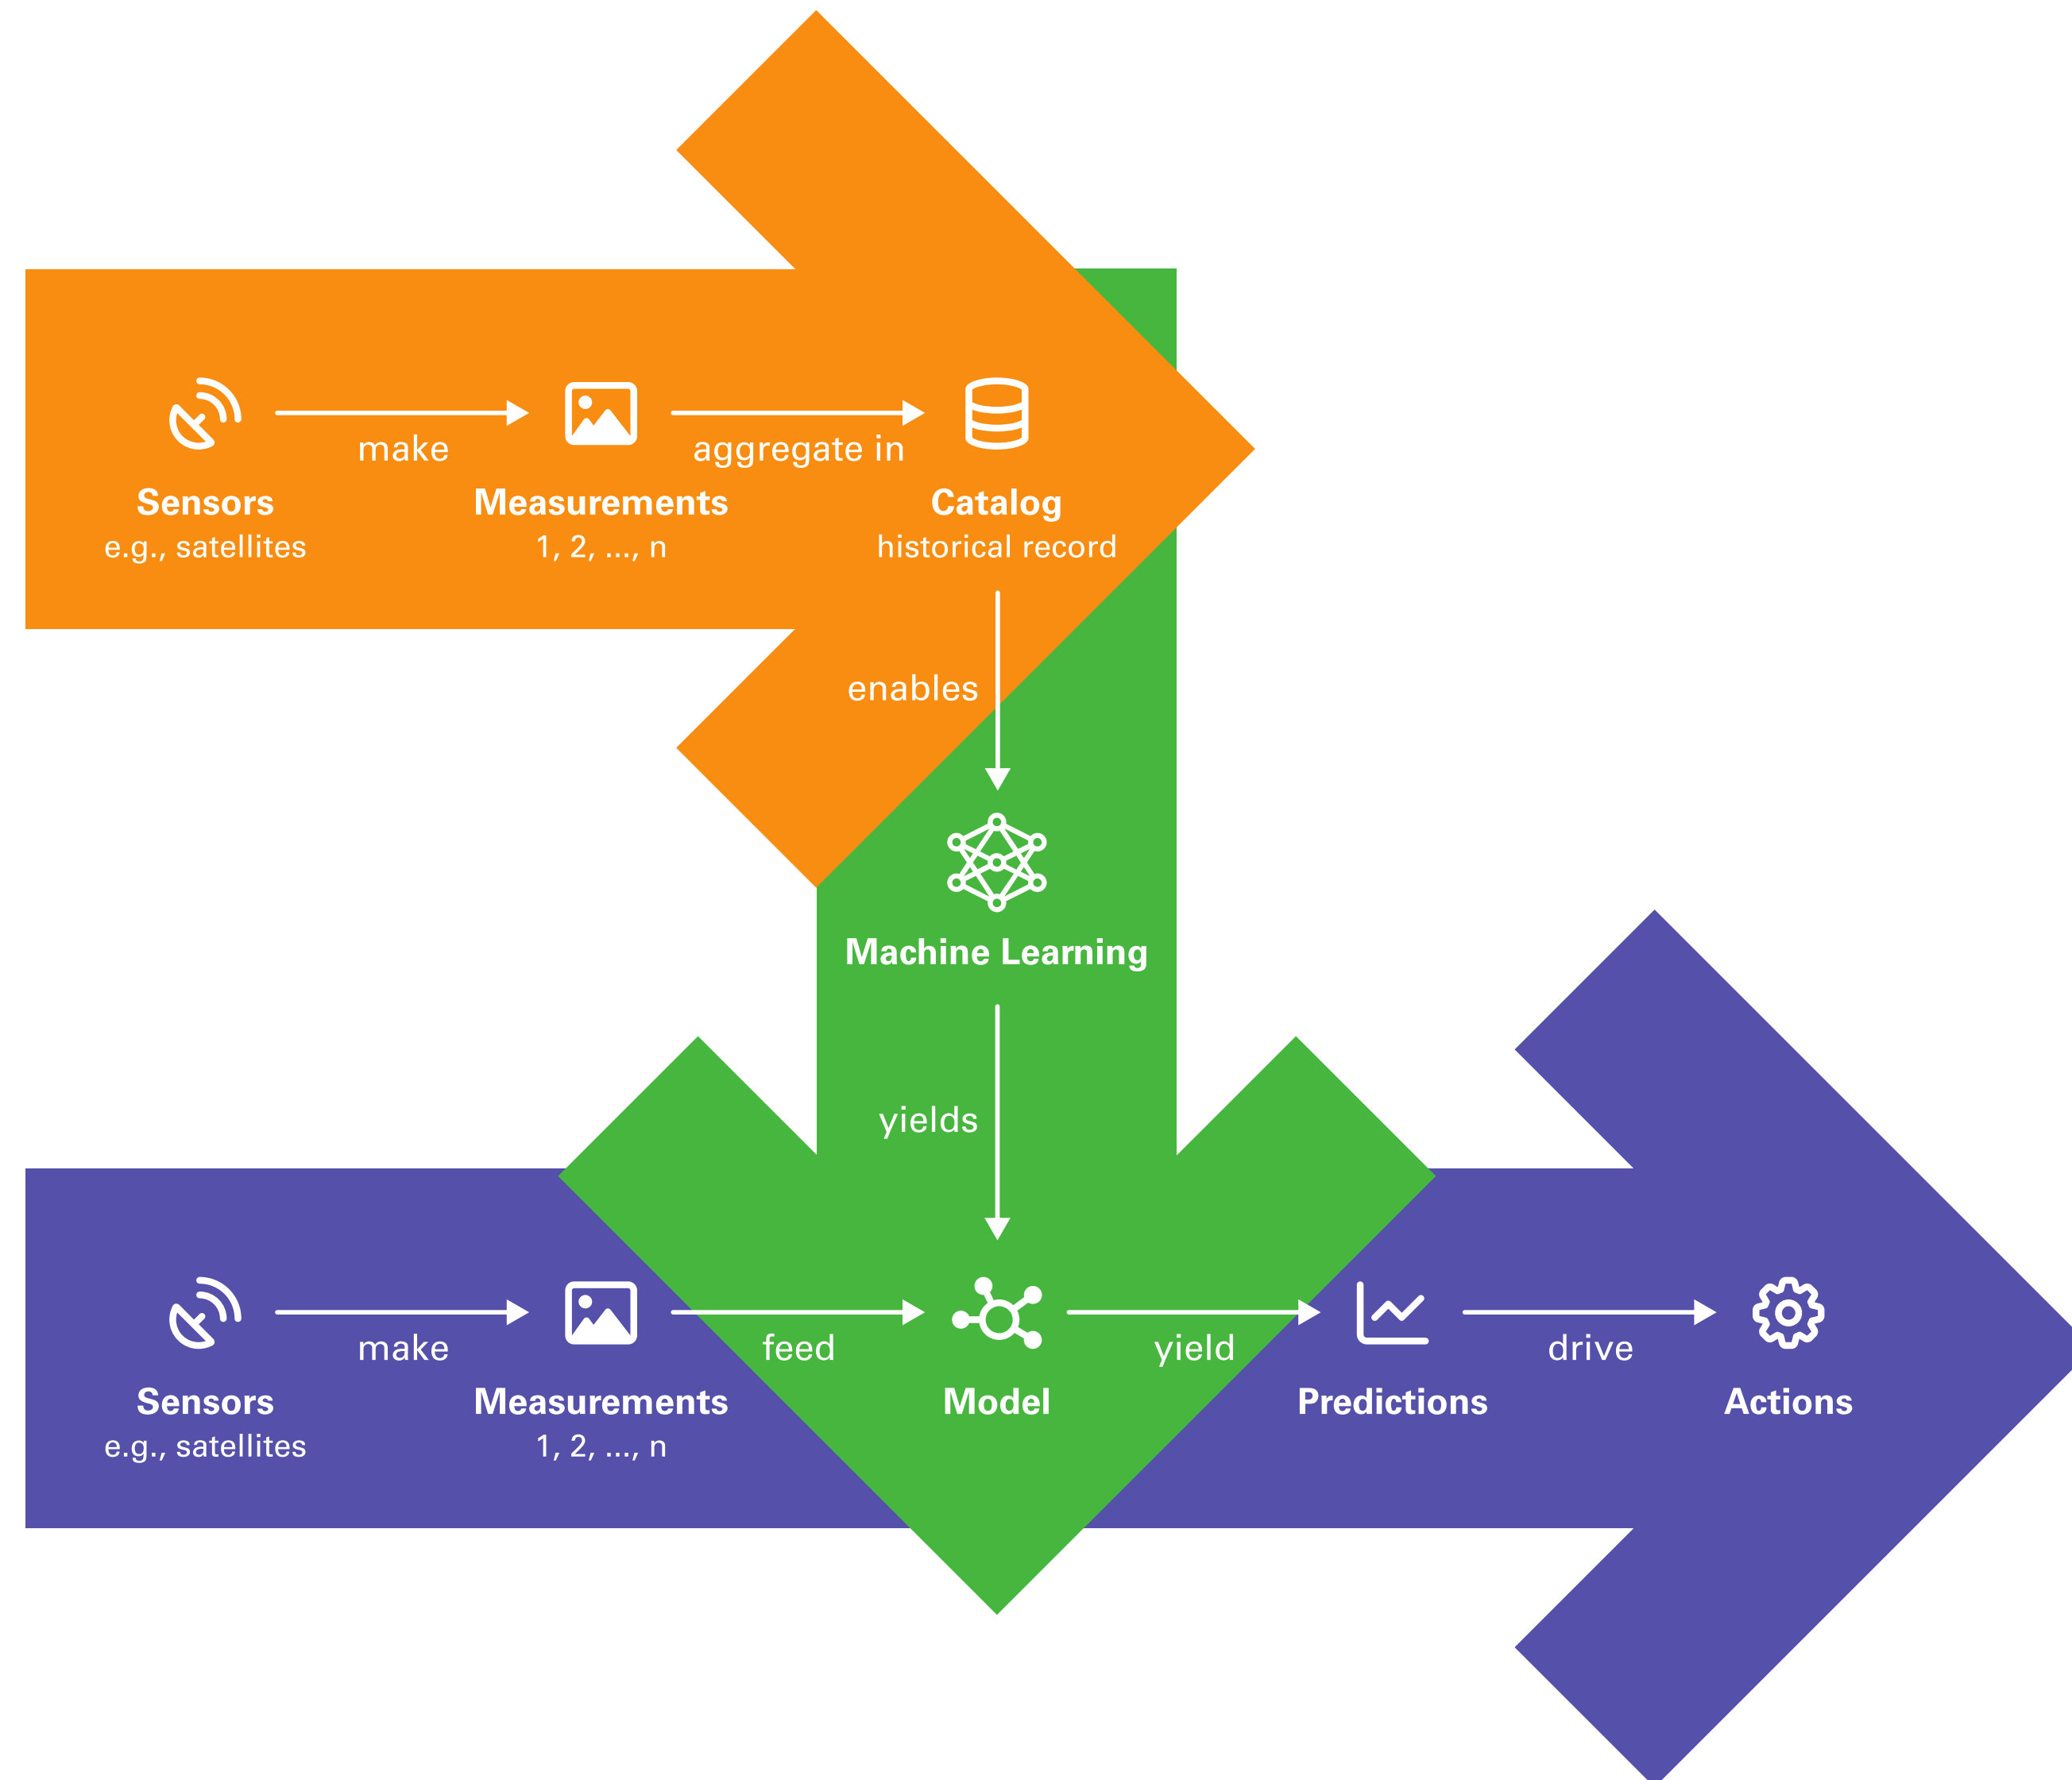 make
aggregate in
Sensors
e.g., satellites
Measurements
1, 2, ..., n
Catalog
historical record
enables
Machine Learning
yields
make
feed
yield
drive
Sensors
e.g., satellites
Measurements
1, 2, ..., n
Model
Predictions
Actions